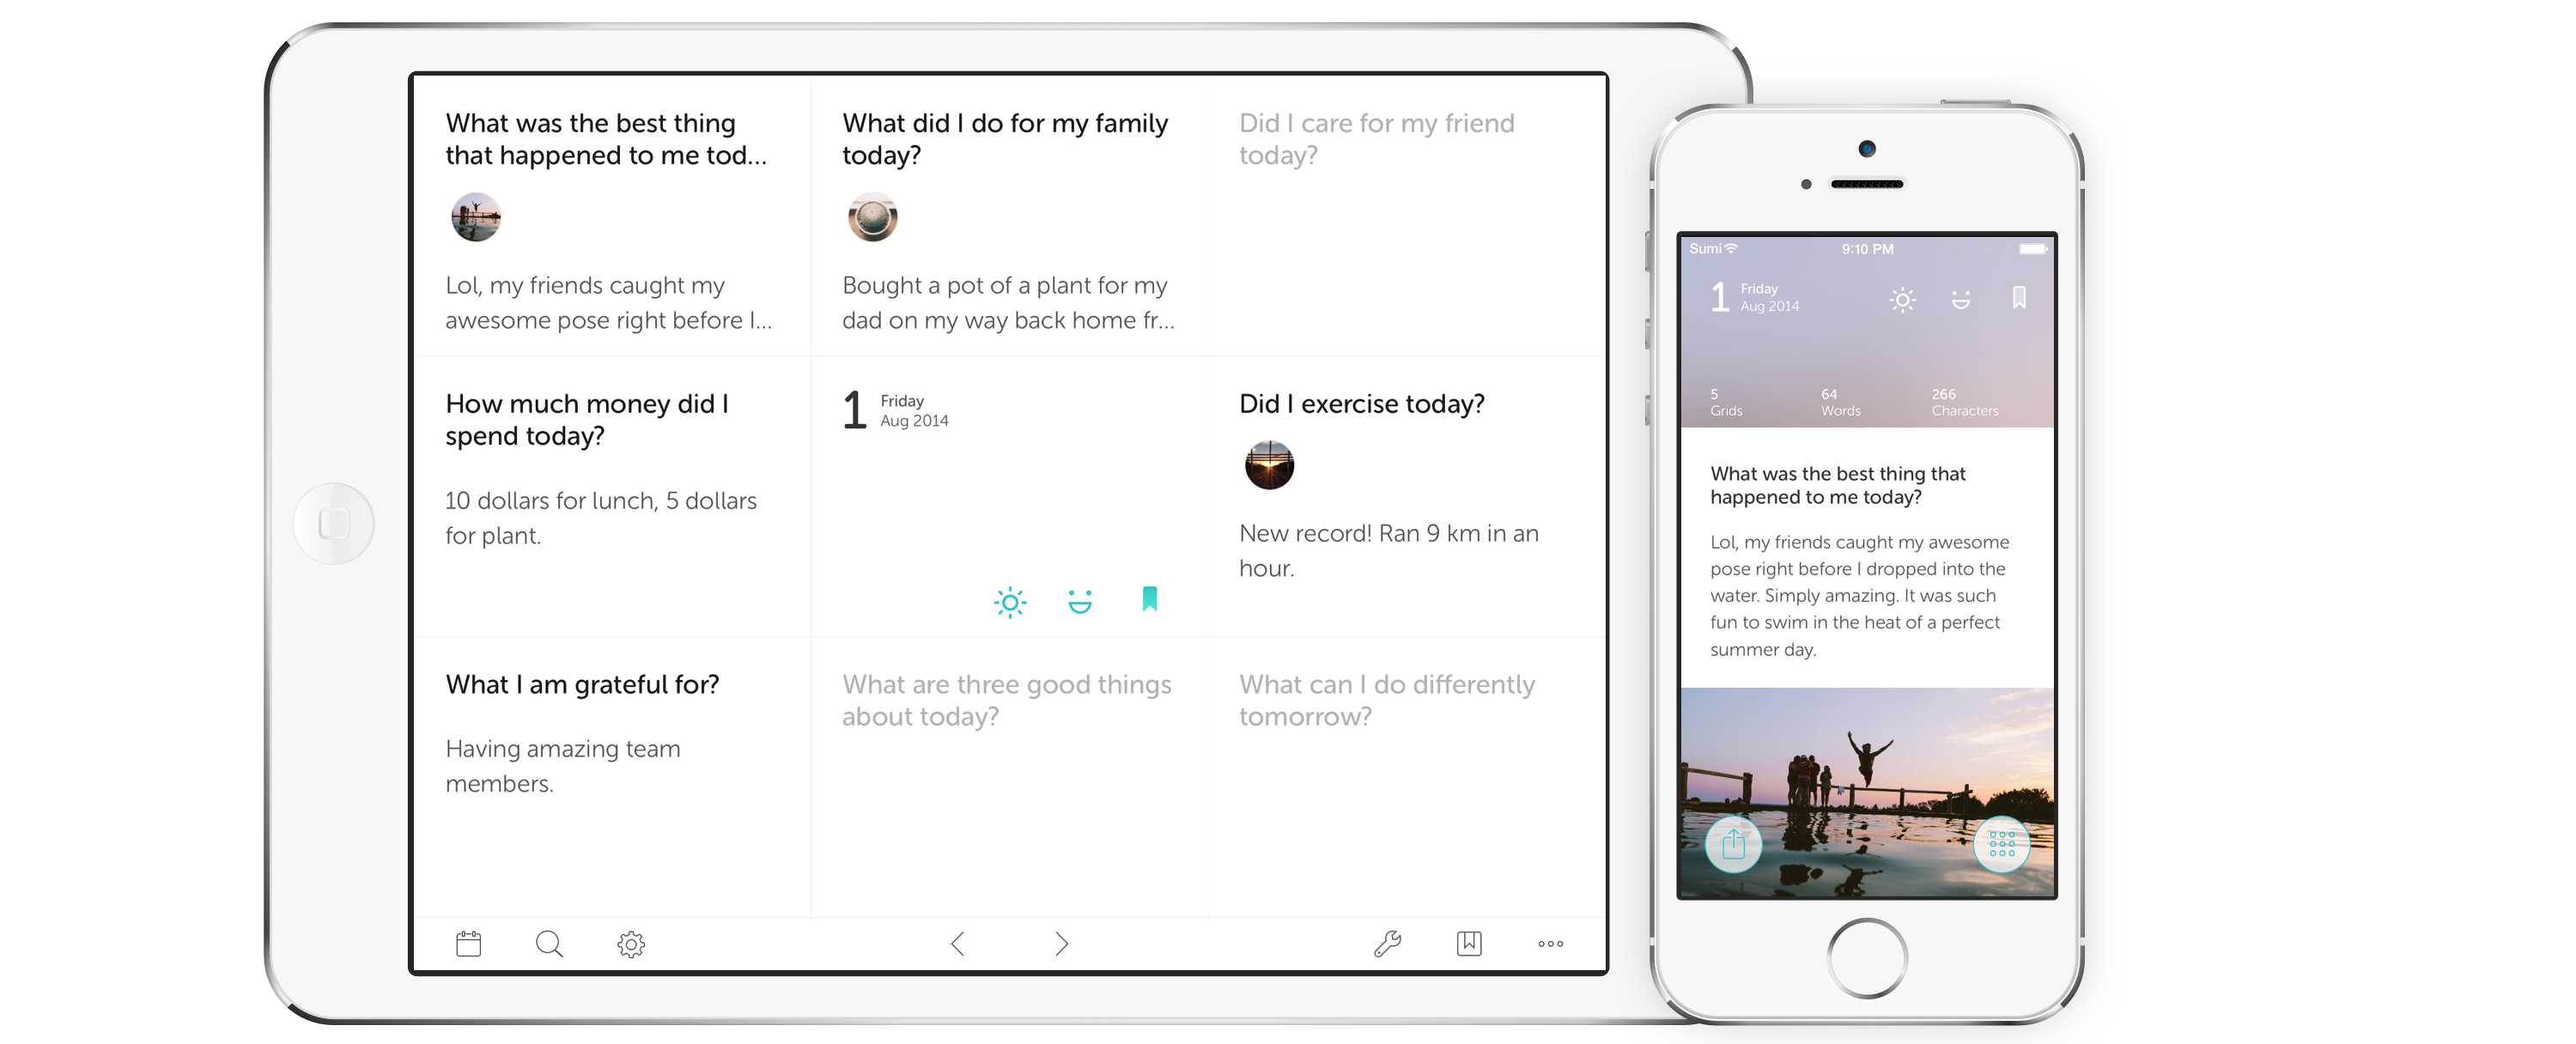 What was the best thing
that happened to me tod...
Lol, my friends caught my
awesome pose right before l...
What did I do for my family
today?
Bought a pot of a plant for my
dad on my way back home fr...
Did I care for my friend
today?
How much money did I
spend today?
10 dollars for lunch, 5 dollars
for plant.
1
Friday
Aug 2014
Did I exercise today?
New record! Ran 9 km in an
hour.
What I am grateful for?
Having amazing team
members.
What are three good things
about today?
What can I do differently
tomorrow?
Sumi 9:10 PM
1
Friday
Aug 2014
5 64 266
Grids Words Characters
What was the best thing that
happened to me today?
Lol, my friends caught my awesome
pose right before I dropped into the
water. Simply amazing. It was such
fun to swim in the heat of a perfect
summer day.